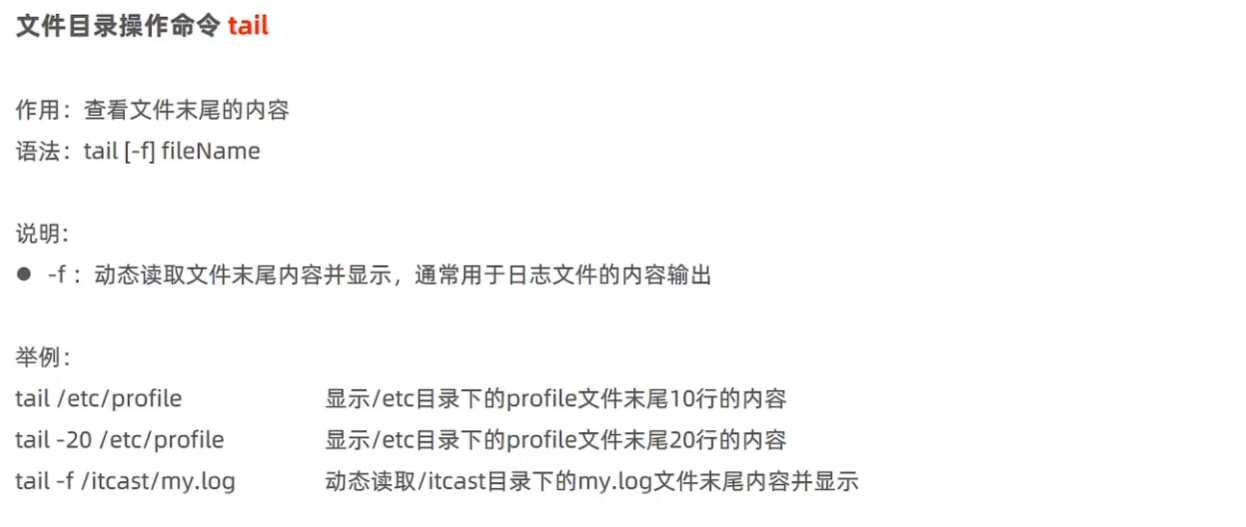 文件目录操作命令 tail
作用：查看文件末尾的内容
语法：tail [-f] fileName
说明：
● -f ：动态读取文件末尾内容并显示，通常用于日志文件的内容输出
举例：
tail /etc/profile 显示/etc目录下的profile文件末尾10行的内容
tail -20 /etc/profile 显示/etc目录下的profile文件末尾20行的内容
tail -f /itcast/my.log 动态读取/itcast目录下的my.log文件末尾内容并显示